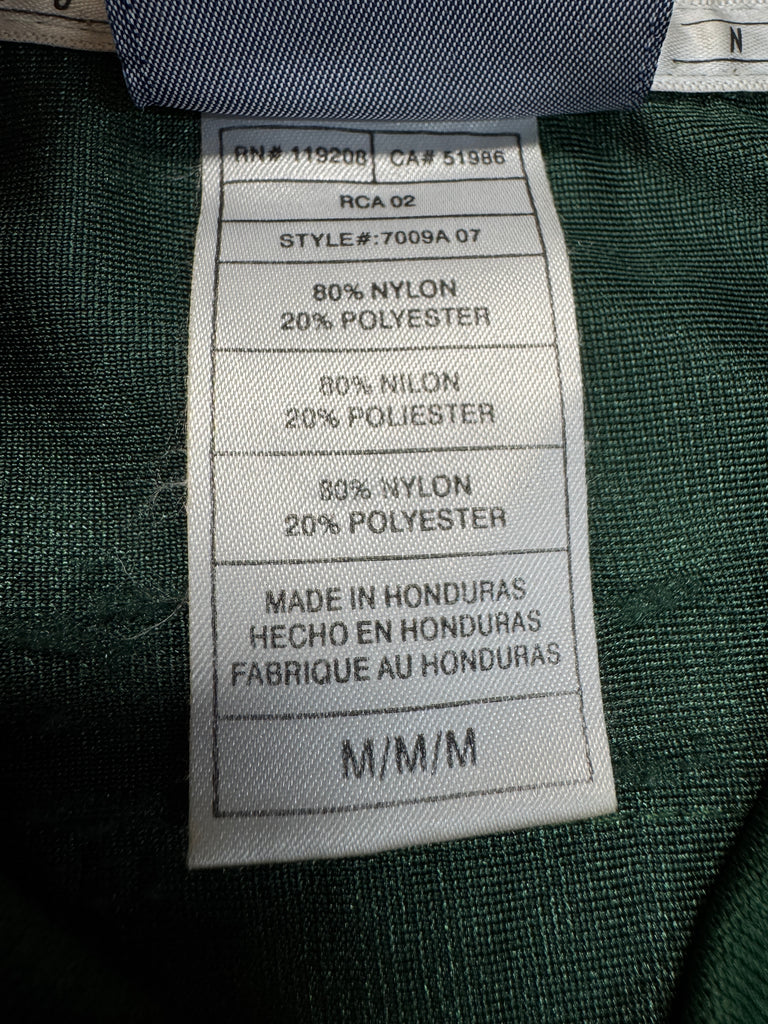 N
RN# 119208 CA# 51986
RCA 02
STYLE#:7009A 07
80% NYLON
20% POLYESTER
80% NILON
20% POLIESTER
80% NYLON
20% POLYESTER
MADE IN HONDURAS
HECHO EN HONDURAS
FABRIQUE AU HONDURAS
M/M/M